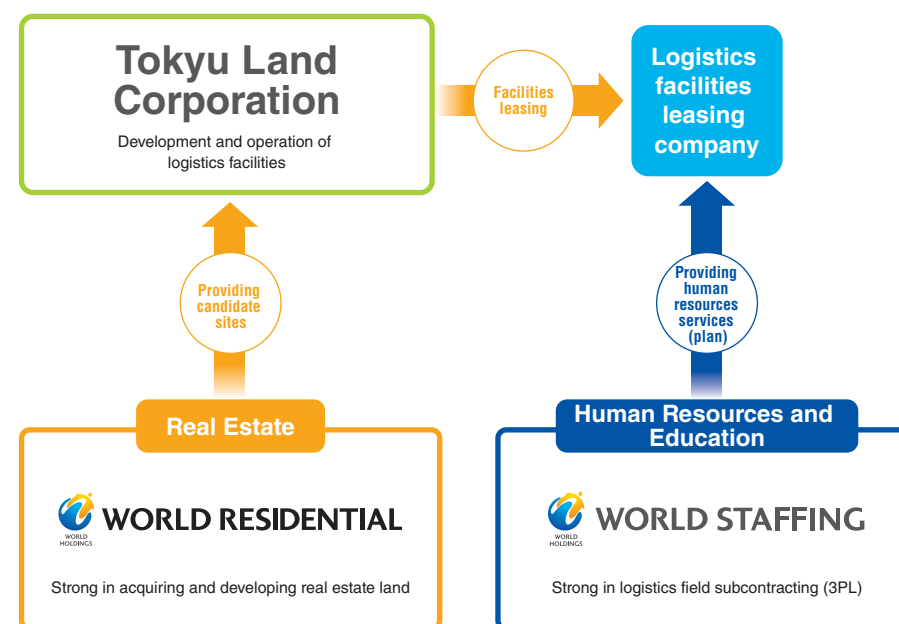 Tokyu Land
Corporation
Development and operation of
logistics facilities
Facilities
leasing
Logistics
facilities
leasing
company
Providing
candidate
sites
Providing
human
resources
services
(plan)
Real Estate
WORLD
HOLDINGS
WORLD RESIDENTIAL
Strong in acquiring and developing real estate land
Human Resources and
Education
WORLD
HOLDINGS
WORLD STAFFING
Strong in logistics field subcontracting (3PL)